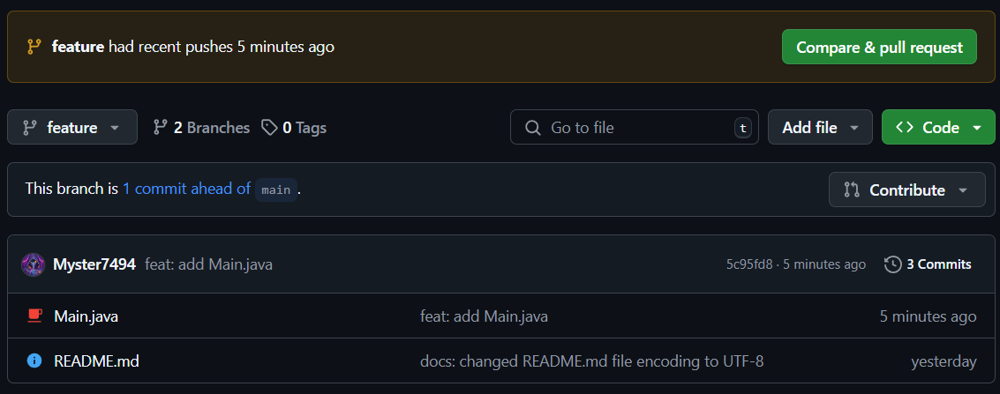 feature had recent pushes 5 minutes ago
Compare & pull request
feature
2 Branches
0 Tags
Go to file
t
Add file
Code
This branch is 1 commit ahead of main.
Contribute
Myster7494 feat: add Main.java
5c95fd8 · 5 minutes ago
3 Commits
Main.java
feat: add Main.java
5 minutes ago
README.md
docs: changed README.md file encoding to UTF-8
yesterday